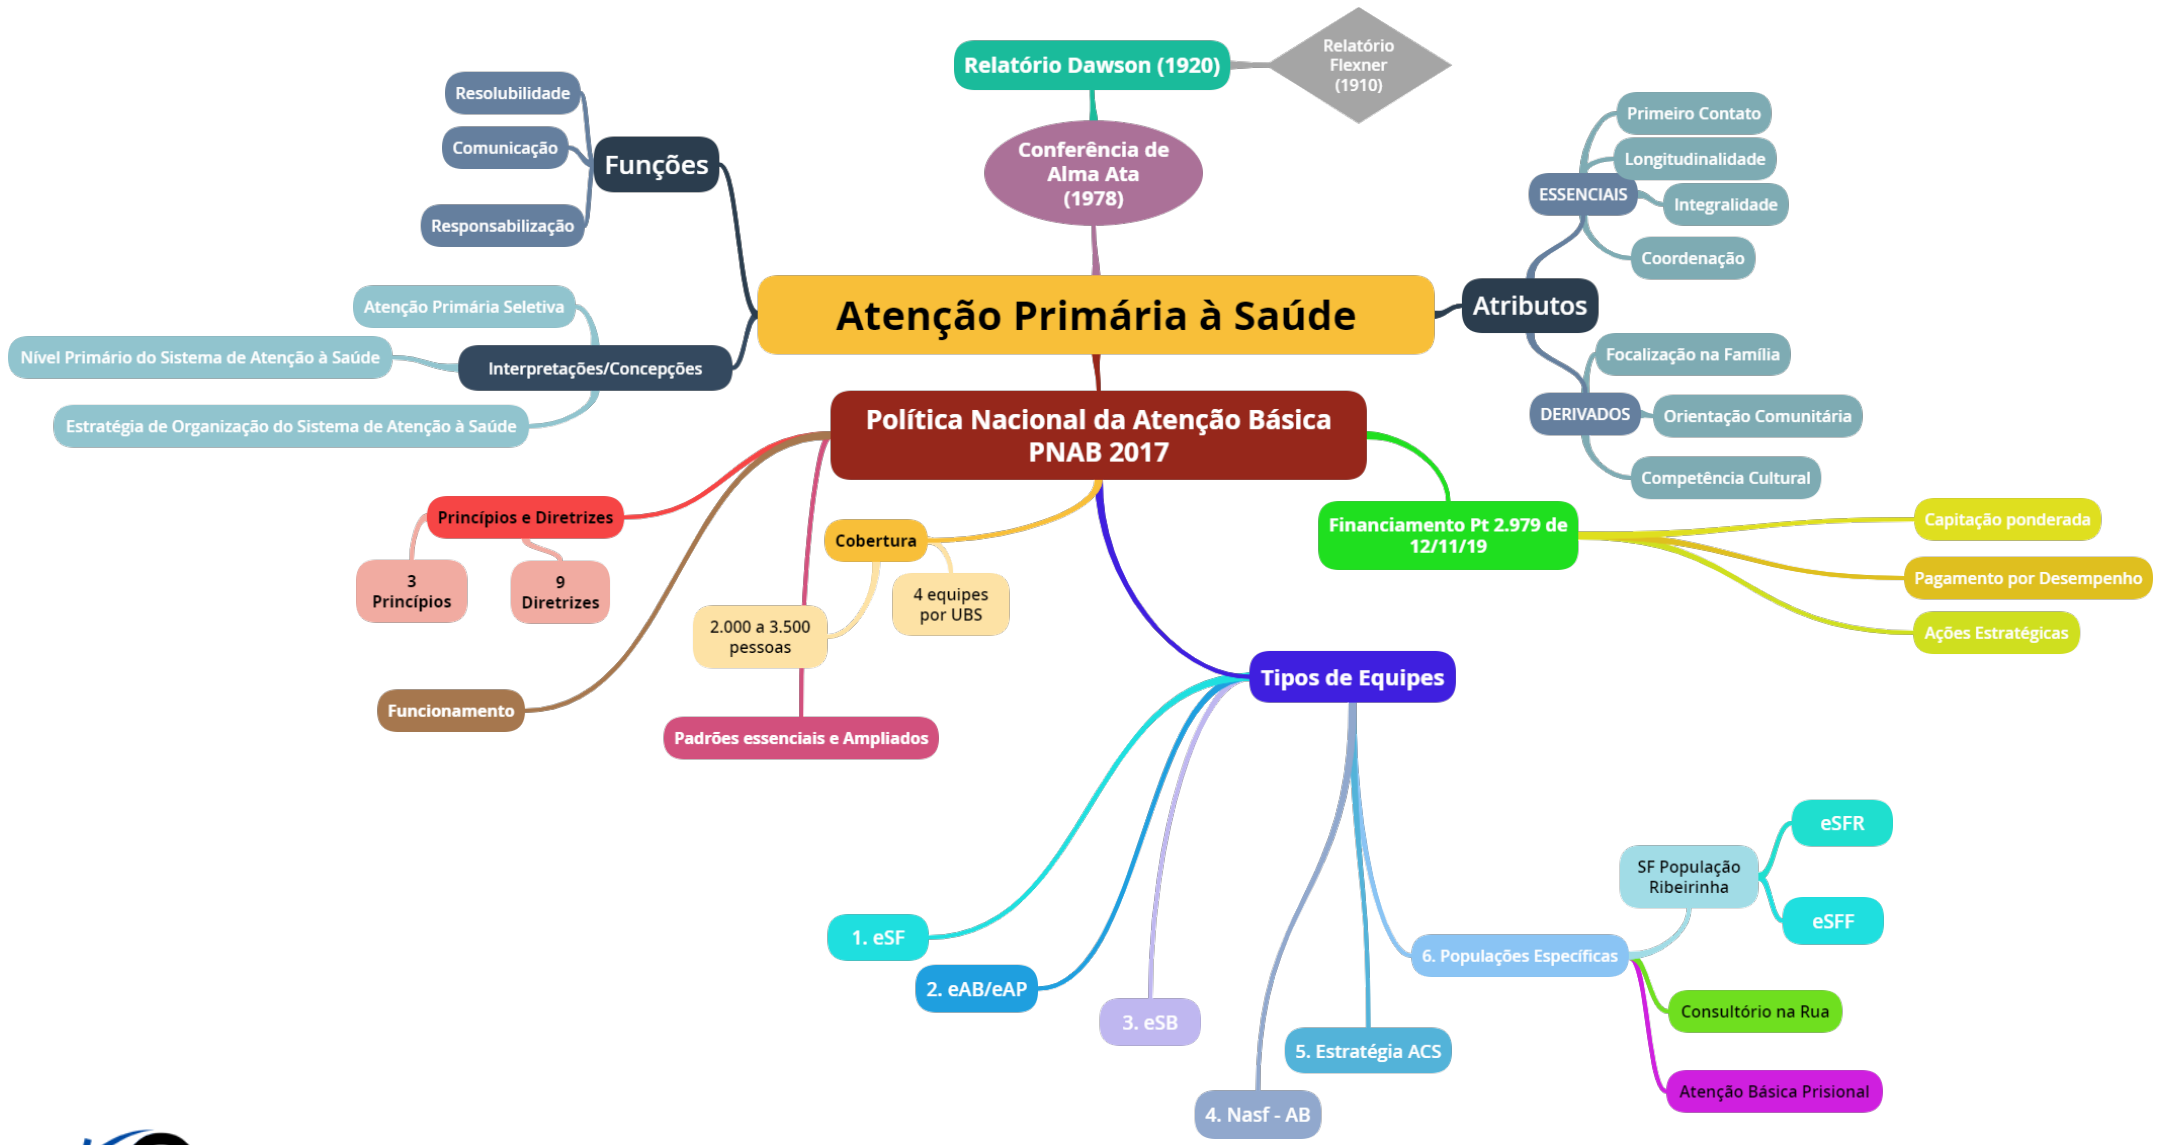 Relatório Dawson (1920)
Relatório
Flexner
(1910)
Conferência de
Alma Ata
(1978)
Atenção Primária à Saúde
Funções
Resolubilidade
Comunicação
Responsabilização
Interpretações/Concepções
Atenção Primária Seletiva
Nível Primário do Sistema de Atenção à Saúde
Estratégia de Organização do Sistema de Atenção à Saúde
Atributos
ESSENCIAIS
Primeiro Contato
Longitudinalidade
Integralidade
Coordenação
DERIVADOS
Focalização na Família
Orientação Comunitária
Competência Cultural
Política Nacional da Atenção Básica
PNAB 2017
Princípios e Diretrizes
3
Princípios
9
Diretrizes
Funcionamento
Padrões essenciais e Ampliados
Cobertura
2.000 a 3.500
pessoas
4 equipes
por UBS
Financiamento Pt 2.979 de
12/11/19
Capitação ponderada
Pagamento por Desempenho
Ações Estratégicas
Tipos de Equipes
1. eSF
2. eAB/eAP
3. eSB
4. Nasf - AB
5. Estratégia ACS
6. Populações Específicas
SF População
Ribeirinha
eSFR
eSFF
Consultório na Rua
Atenção Básica Prisional